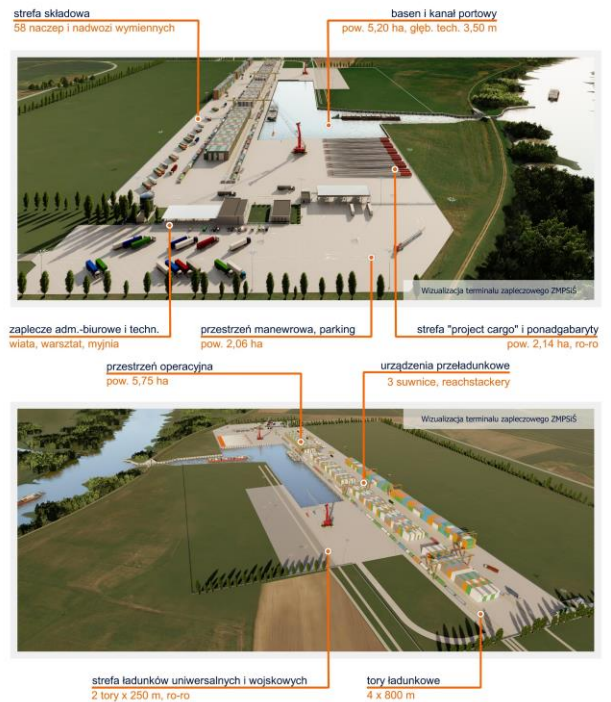 strefa składowa
58 naczep i nadwozi wymiennych
basen i kanał portowy
pow. 5,20 ha, głęb. tech. 3,50 m
Wizualizacja terminalu zapleczowego ZMPSiŚ
zaplecze adm.-biurowe i techn.
wiata, warsztat, myjnia
przestrzeń manewrowa, parking
pow. 2,06 ha
strefa "project cargo" i ponadgabaryty
pow. 2,14 ha, ro-ro
przestrzeń operacyjna
pow. 5,75 ha
urządzenia przeładunkowe
3 suwnice, reachstackery
Wizualizacja terminalu zapleczowego ZMPSiŚ
strefa ładunków uniwersalnych i wojskowych
2 tory x 250 m, ro-ro
tory ładunkowe
4 x 800 m